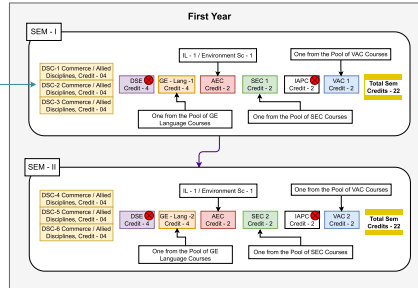 First Year
SEM - I
IL - 1 / Environment Sc - 1
One from the Pool of VAC Courses
DSC-1 Commerce / Allied
Disciplines, Credit - 04
DSC-2 Commerce / Allied
Disciplines, Credit - 04
DSC-3 Commerce / Allied
Disciplines, Credit - 04
DSE
Credit - 4
GE - Lang -1
Credit - 4
AEC
Credit - 2
SEC 1
Credit - 2
IAPC
Credit - 2
VAC 1
Credit - 2
Total Sem
Credits - 22
One from the Pool of GE
Language Courses
One from the Pool of SEC Courses
SEM - II
IL - 1 / Environment Sc - 1
One from the Pool of VAC Courses
DSC-4 Commerce / Allied
Disciplines, Credit - 04
DSC-5 Commerce / Allied
Disciplines, Credit - 04
DSC-6 Commerce / Allied
Disciplines, Credit - 04
DSE
Credit - 4
GE - Lang -2
Credit - 4
AEC
Credit - 2
SEC 2
Credit - 2
IAPC
Credit - 2
VAC 2
Credit - 2
Total Sem
Credits - 22
One from the Pool of GE
Language Courses
One from the Pool of SEC Courses